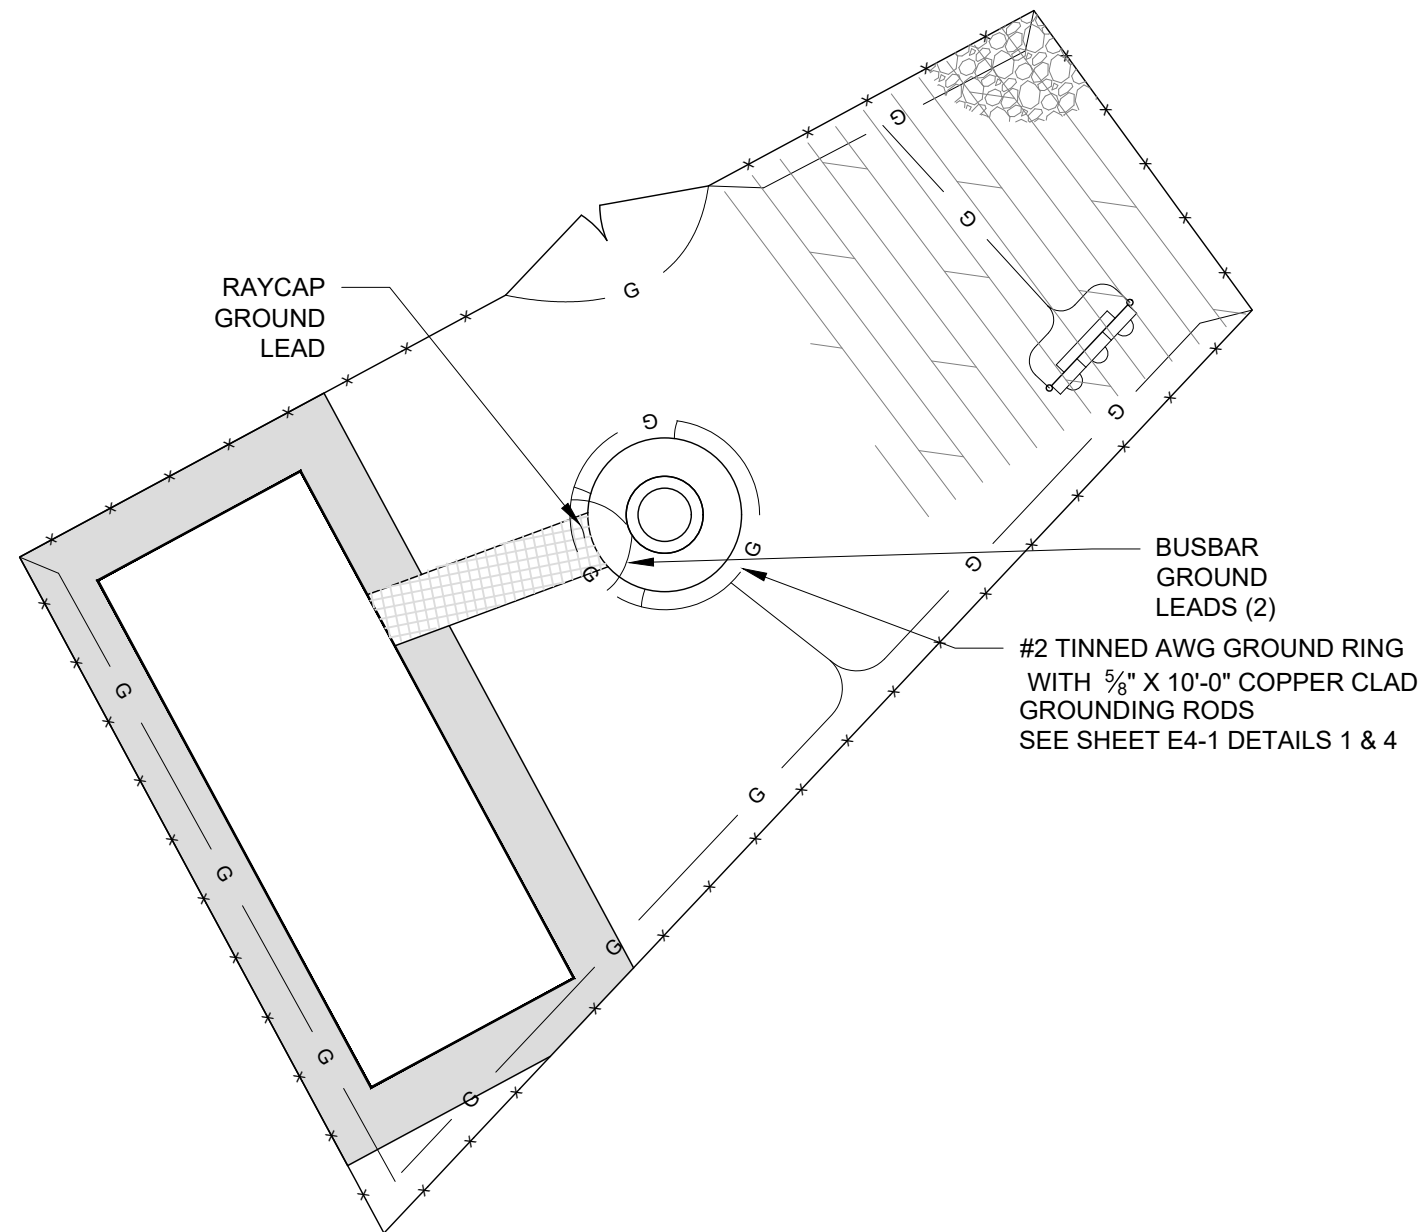 G
G
G
RAYCAP
GROUND
LEAD
G
G
G
G
BUSBAR
GROUND
LEADS (2)
G
G
#2 TINNED AWG GROUND RING
WITH ⅝" X 10'-0" COPPER CLAD
GROUNDING RODS
SEE SHEET E4-1 DETAILS 1 & 4
G
G
G
G
G
G